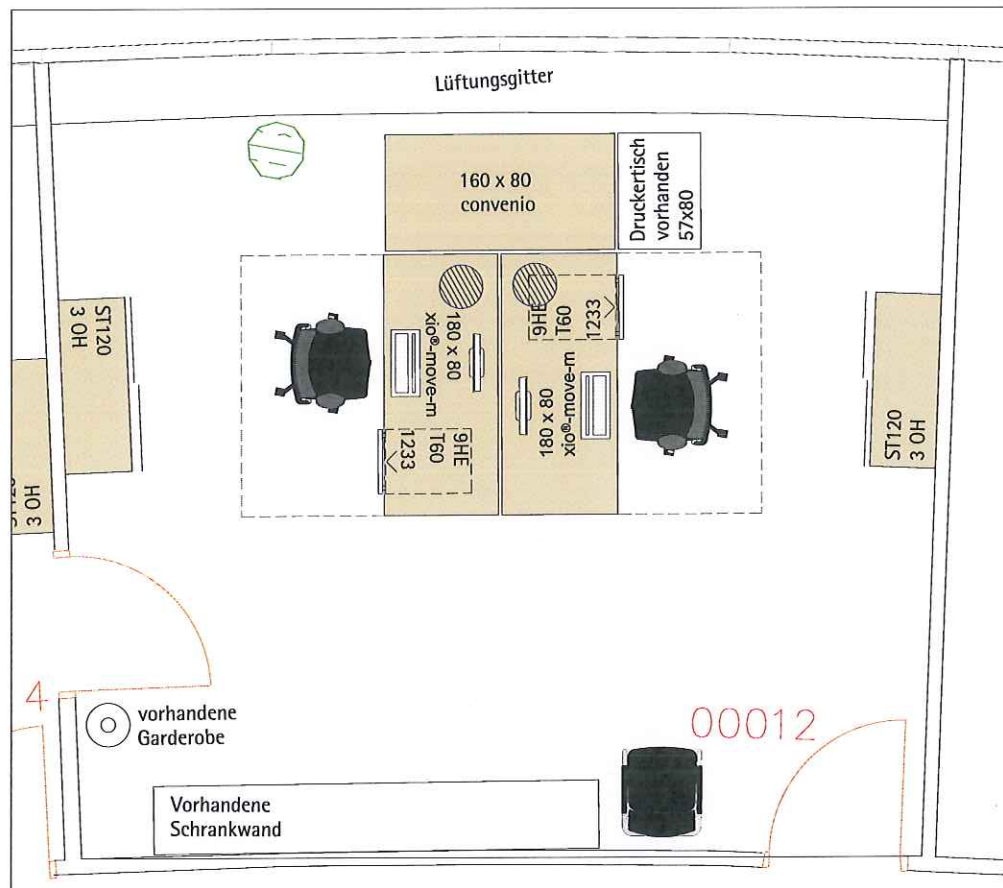 Lüftungsgitter
160 x 80
convenio
Druckertisch
vorhanden
57x80
ST120
3 OH
180 x 80
xio®-move-m
9HE
T60
1233
9HE
T60
1233
180 x 80
xio®-move-m
ST120
3 OH
3 OH
4
vorhandene
Garderobe
00012
Vorhandene
Schrankwand